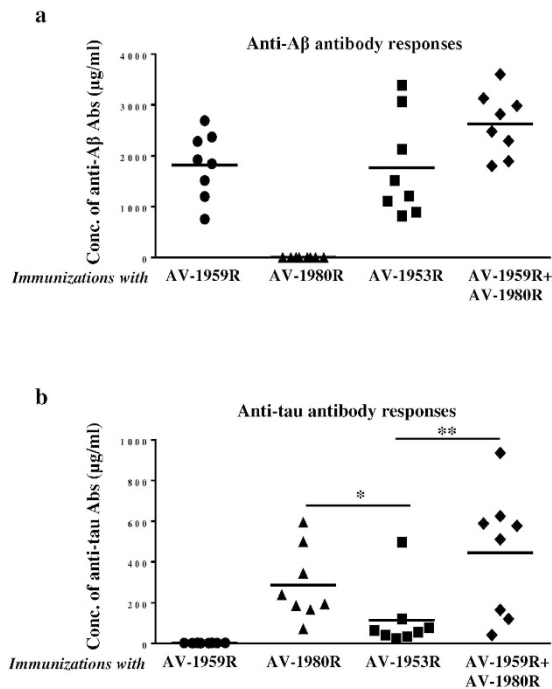 a
Anti-Aβ antibody responses
Conc. of anti-Aβ Abs (µg/ml)
4000
3000
2000
1000
0
Immunizations with AV-1959R AV-1980R AV-1953R AV-1959R+
AV-1980R
b
Anti-tau antibody responses
Conc. of anti-tau Abs (µg/ml)
1000
800
600
400
200
0
* **
Immunizations with AV-1959R AV-1980R AV-1953R AV-1959R+
AV-1980R